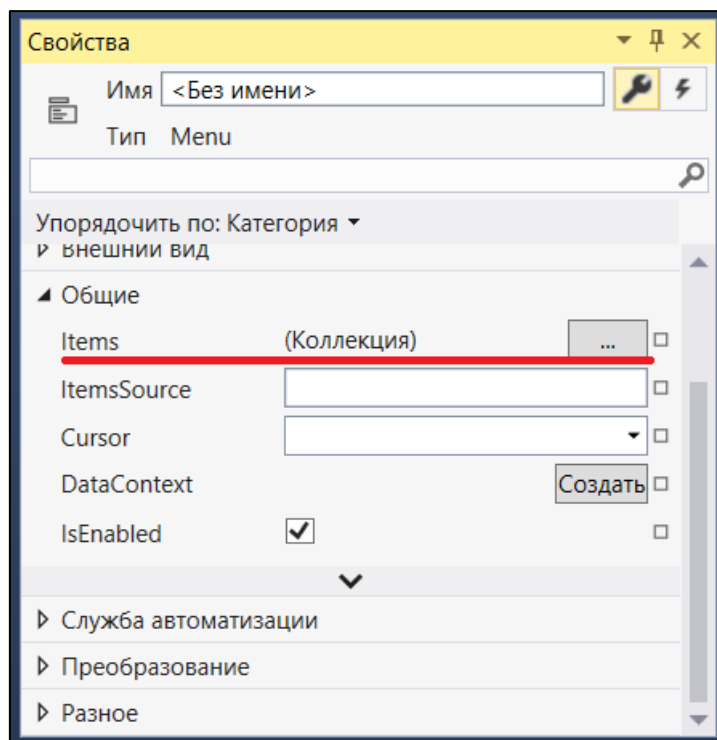 Свойства
Имя <Без имени>
Тип Menu
Упорядочить по: Категория
Внешний вид
Общие
Items (Коллекция) ...
ItemsSource
Cursor
DataContext Создать
IsEnabled
Служба автоматизации
Преобразование
Разное